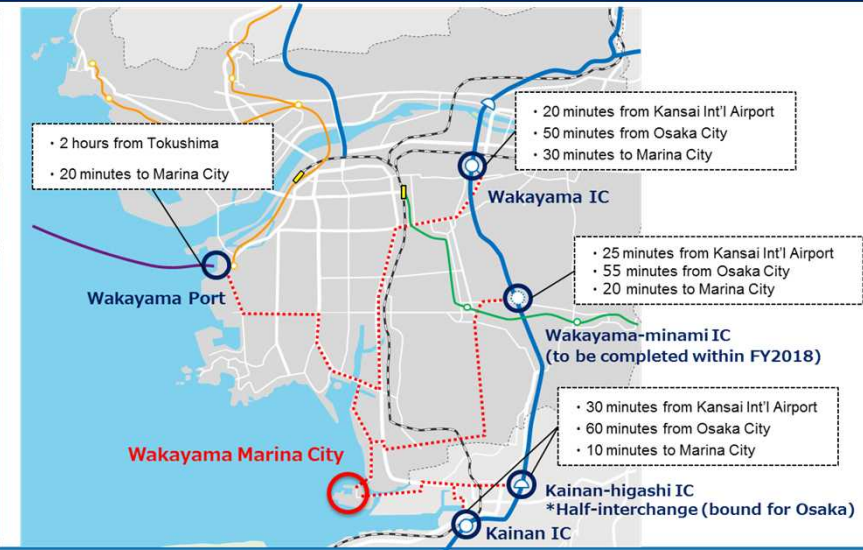 ・20 minutes from Kansai Int'l Airport
・50 minutes from Osaka City
・30 minutes to Marina City
・2 hours from Tokushima
・20 minutes to Marina City
Wakayama IC
・25 minutes from Kansai Int'l Airport
・55 minutes from Osaka City
・20 minutes to Marina City
Wakayama Port
Wakayama-minami IC
(to be completed within FY2018)
・30 minutes from Kansai Int'l Airport
・60 minutes from Osaka City
・10 minutes to Marina City
Wakayama Marina City
Kainan-higashi IC
*Half-interchange (bound for Osaka)
Kainan IC